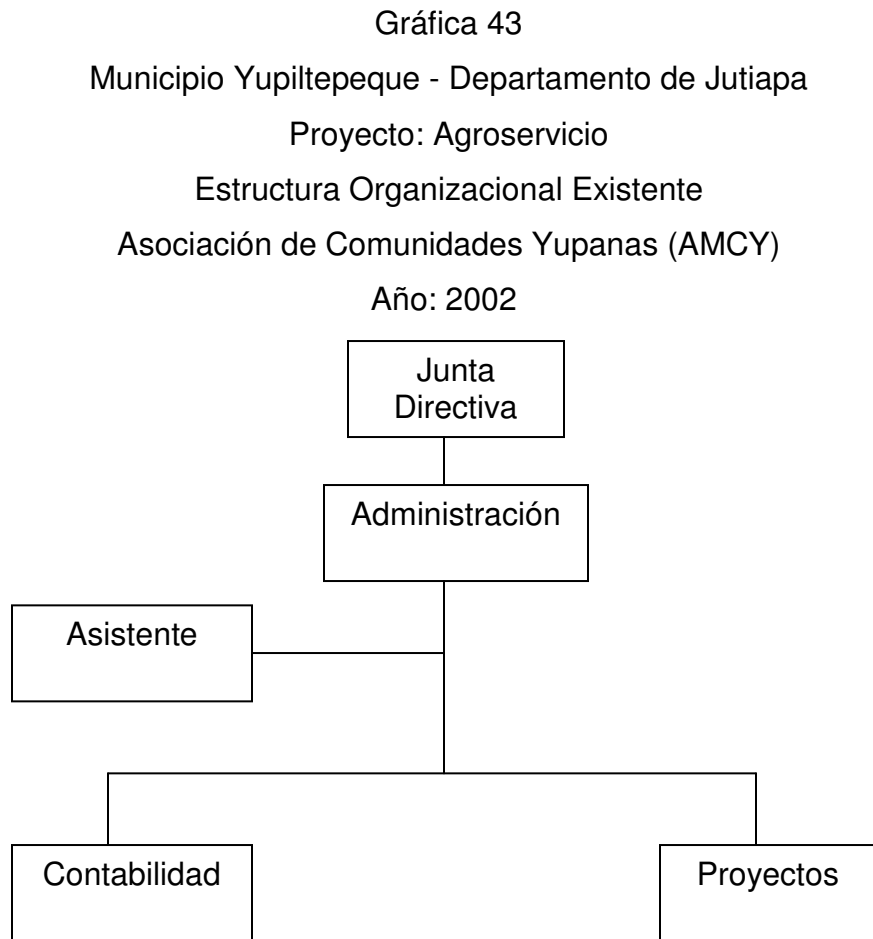 Gráfica 43
Municipio Yupiltepeque - Departamento de Jutiapa
Proyecto: Agroservicio
Estructura Organizacional Existente
Asociación de Comunidades Yupanas (AMCY)
Año: 2002
Junta
Directiva
Administración
Asistente
Contabilidad
Proyectos